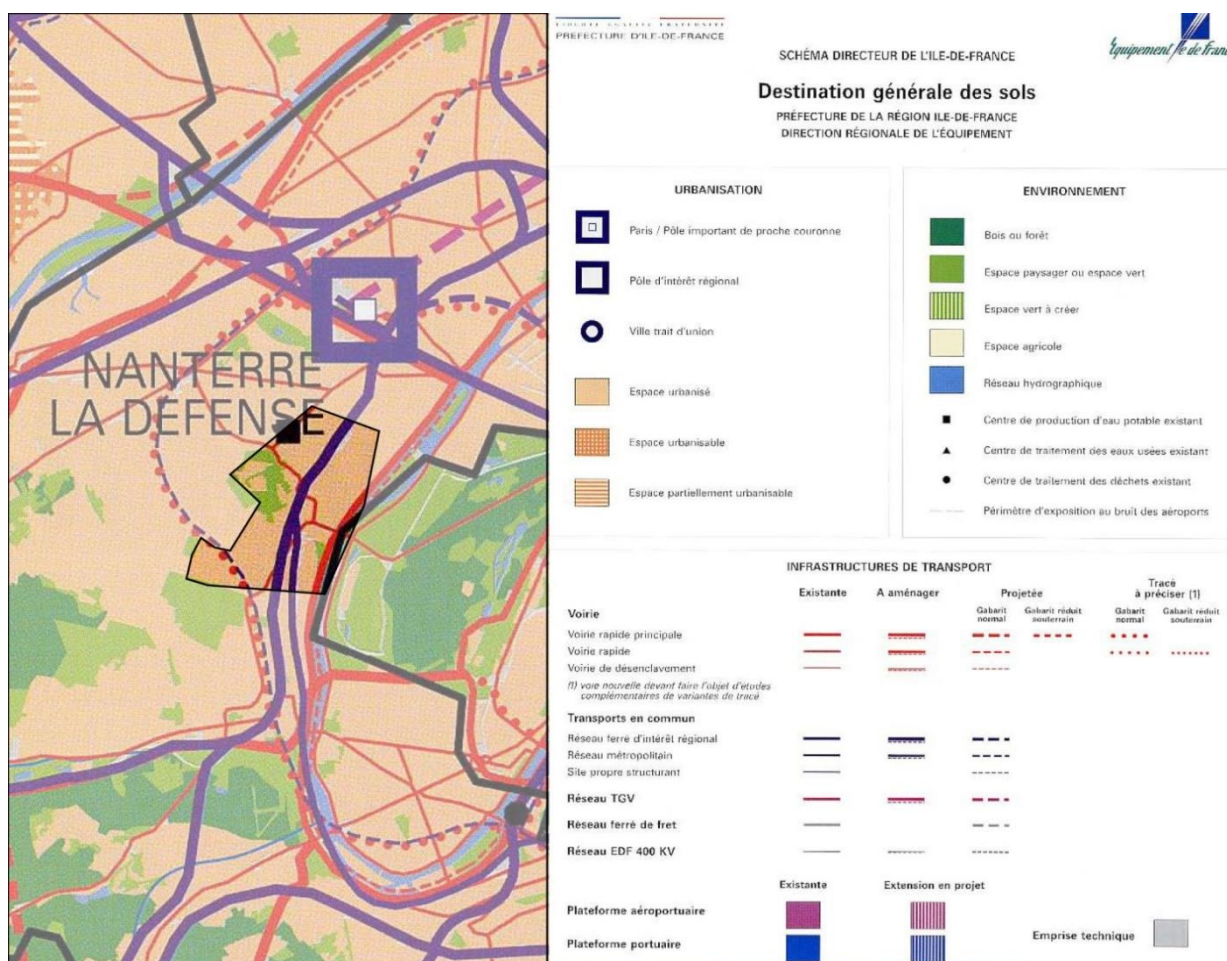 NANTERRE
LA DÉFENSE
LIBERTÉ ÉGALITÉ FRATERNITÉ
PREFECTURE D'ILE-DE-FRANCE
Équipement Ile de France
SCHÉMA DIRECTEUR DE L'ILE-DE-FRANCE
Destination générale des sols
PRÉFECTURE DE LA RÉGION ILE-DE-FRANCE
DIRECTION RÉGIONALE DE L'ÉQUIPEMENT
URBANISATION
Paris / Pôle important de proche couronne
Pôle d'intérêt régional
Ville trait d'union
Espace urbanisé
Espace urbanisable
Espace partiellement urbanisable
ENVIRONNEMENT
Bois ou forêt
Espace paysager ou espace vert
Espace vert à créer
Espace agricole
Réseau hydrographique
Centre de production d'eau potable existant
Centre de traitement des eaux usées existant
Centre de traitement des déchets existant
Périmètre d'exposition au bruit des aéroports
INFRASTRUCTURES DE TRANSPORT
Existante A aménager Projetée Tracé à préciser (1)
Gabarit normal Gabarit réduit souterrain Gabarit normal Gabarit réduit souterrain
Voirie
Voirie rapide principale
Voirie rapide
Voirie de désenclavement
(1) voie nouvelle devant faire l'objet d'études
complémentaires de variantes de tracé
Transports en commun
Réseau ferré d'intérêt régional
Réseau métropolitain
Site propre structurant
Réseau TGV
Réseau ferré de fret
Réseau EDF 400 KV
Existante Extension en projet
Plateforme aéroportuaire
Plateforme portuaire
Emprise technique